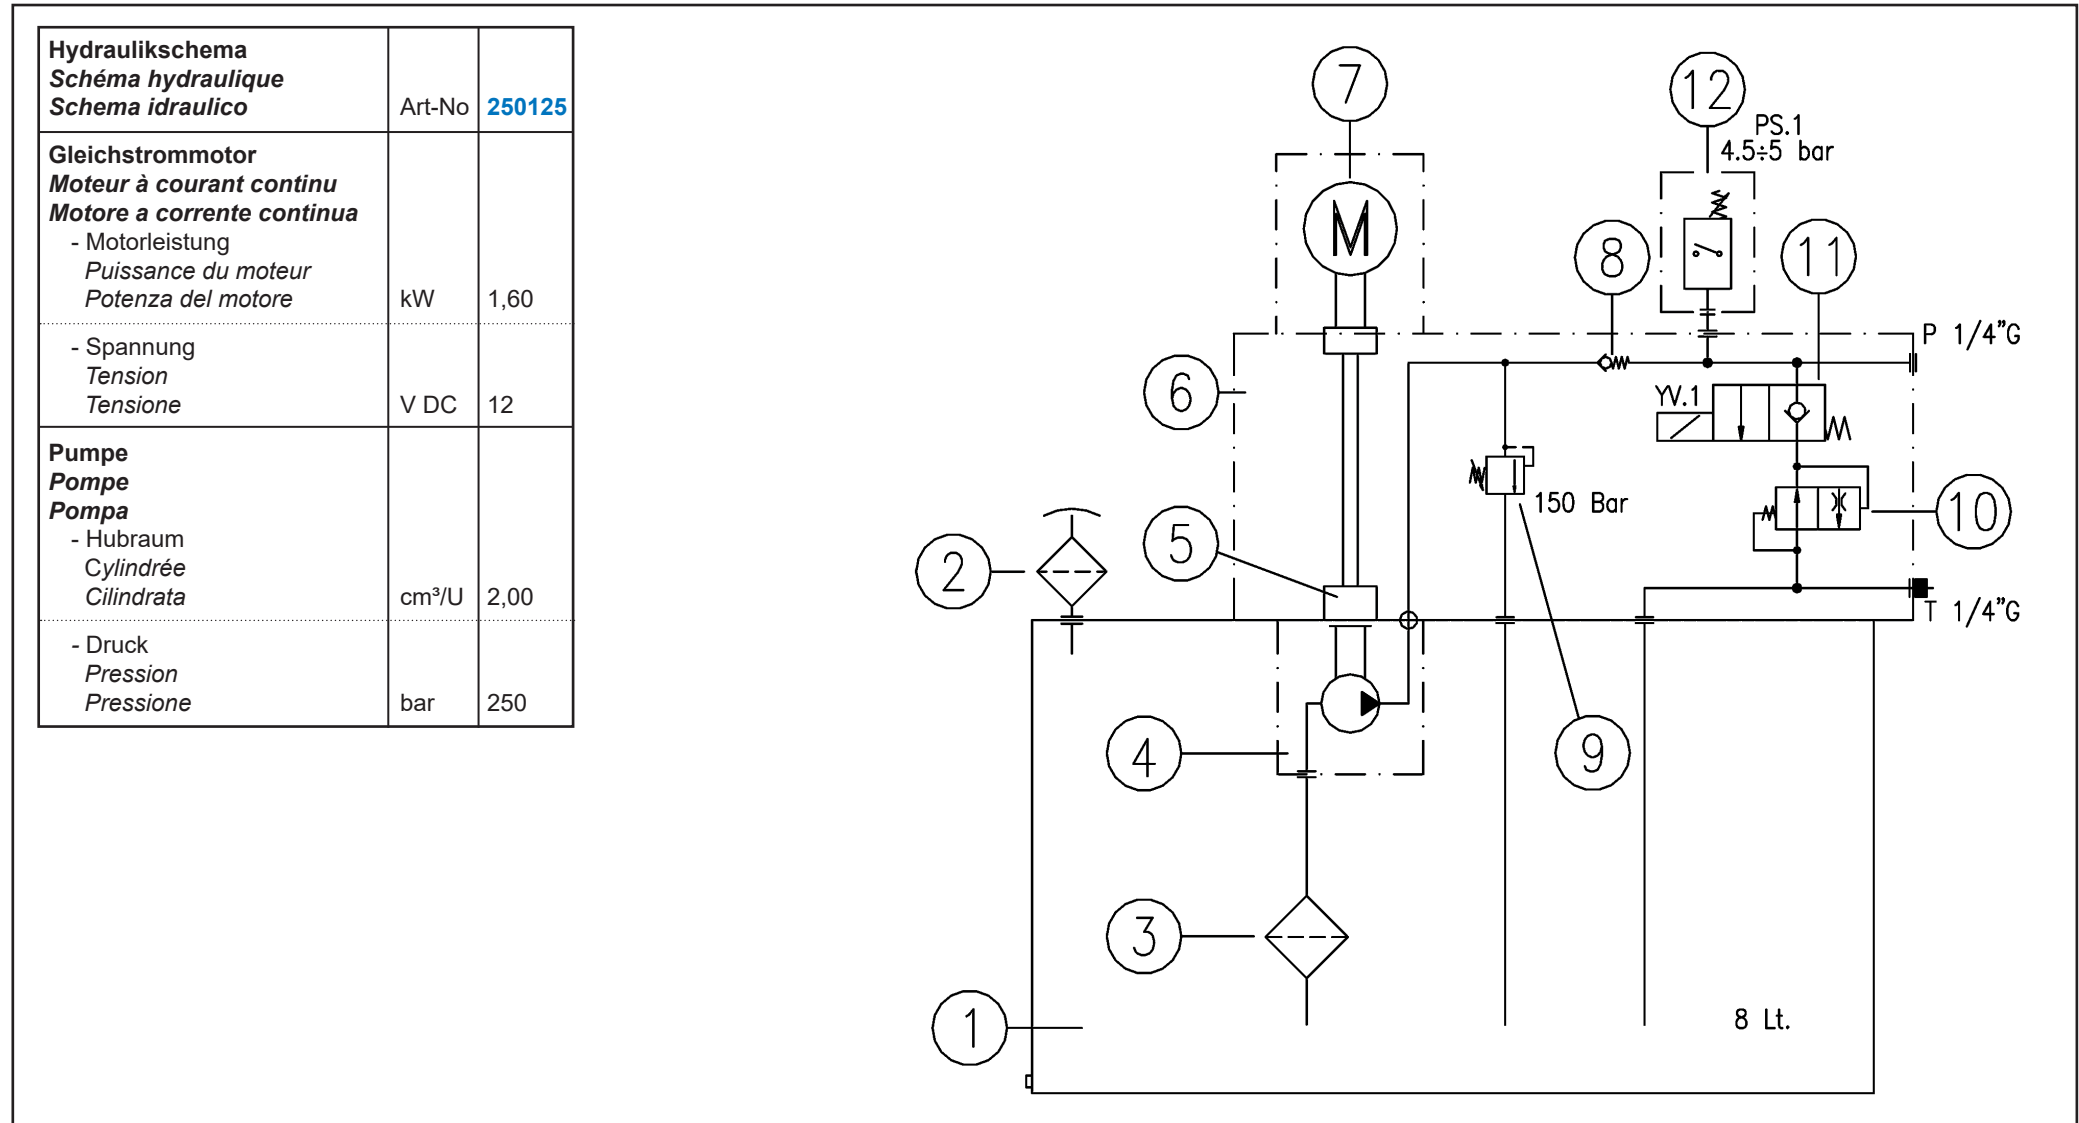 Hydraulikschema
Schéma hydraulique
Schema idraulico Art-No 250125
Gleichstrommotor
Moteur à courant continu
Motore a corrente continua
- Motorleistung
Puissance du moteur
Potenza del motore kW 1,60
- Spannung
Tension
Tensione V DC 12
Pumpe
Pompe
Pompa
- Hubraum
Cylindrée
Cilindrata cm³/U 2,00
- Druck
Pression
Pressione bar 250
7
12
PS.1
4.5÷5 bar
M
8
11
P 1/4"G
6
YV.1
150 Bar
10
5
2
T 1/4"G
4
9
3
1
8 Lt.